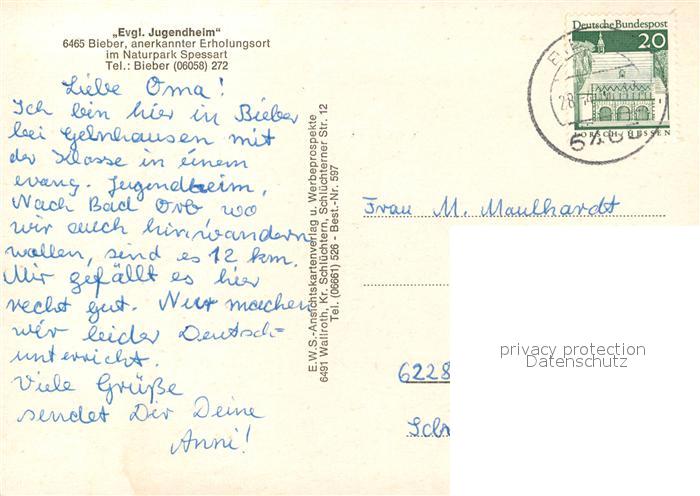 „Evgl. Jugendheim"
6465 Bieber, anerkannter Erholungsort
im Naturpark Spessart
Tel.: Bieber (06058) 272
Liebe Oma!
Ich bin hier in Bieber
bei Gelnhausen mit
der Klasse in einem
evang. Jugendheim.
Nach Bad Orb wo
wir auch hinwandern
wollen, sind es 12 km.
Mir gefällt es hier
recht gut. Nur machen
wir leider Deutsch=
unterricht.
Viele Grüße
sendet Dir Deine
Anni!
E.W.S.-Ansichtskartenverlag u. Werbeprospekte
6491 Wallroth, Kr. Schlüchtern, Schlüchterner Str. 12
Tel. (06661) 526 - Best.-Nr. 597
Deutsche Bundespost
20
LORSCH/HESSEN
28
Frau M. Maulhardt
privacy protection
Datenschutz
6228